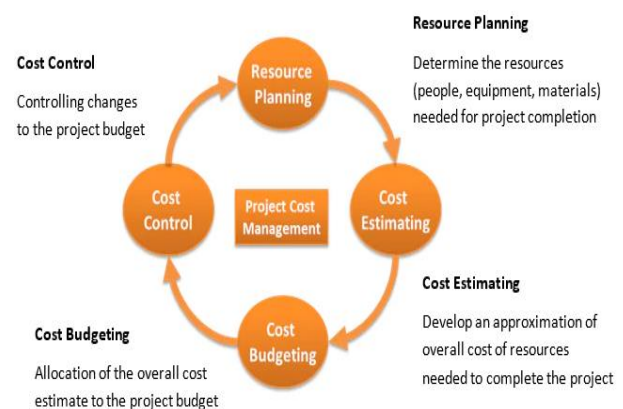 Resource Planning
Determine the resources
(people, equipment, materials)
needed for project completion
Cost Control
Controlling changes
to the project budget
Resource
Planning
Cost
Control
Project Cost
Management
Cost
Estimating
Cost
Budgeting
Cost Estimating
Develop an approximation of
overall cost of resources
needed to complete the project
Cost Budgeting
Allocation of the overall cost
estimate to the project budget